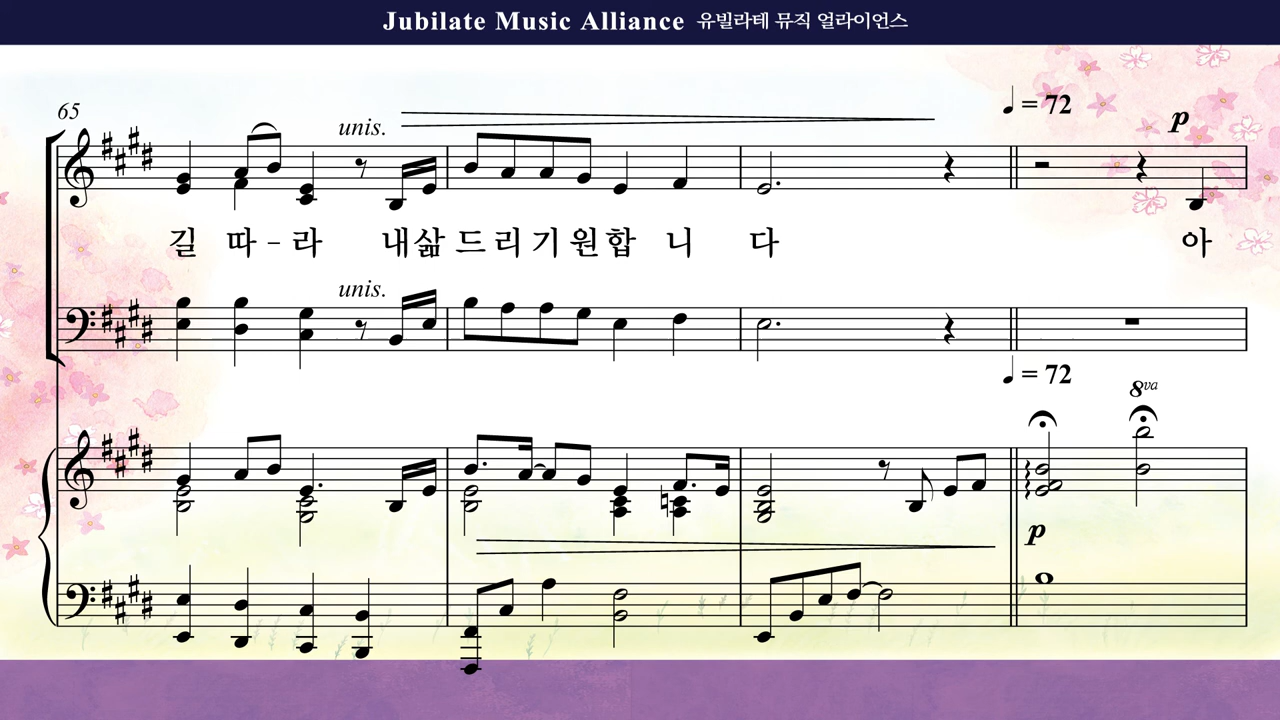 Jubilate Music Alliance 유빌라테 뮤직 얼라이언스
65
unis.
♩ = 72
p
길 따 - 라 내 삶 드 리 기 원 합 니 다 아
unis.
♩ = 72
8va
p